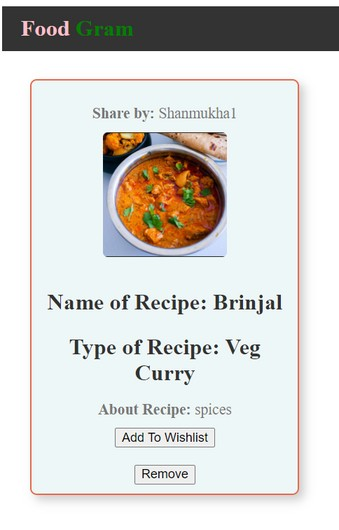 Food Gram
Share by: Shanmukha1
Name of Recipe: Brinjal
Type of Recipe: Veg
Curry
About Recipe: spices
Add To Wishlist
Remove